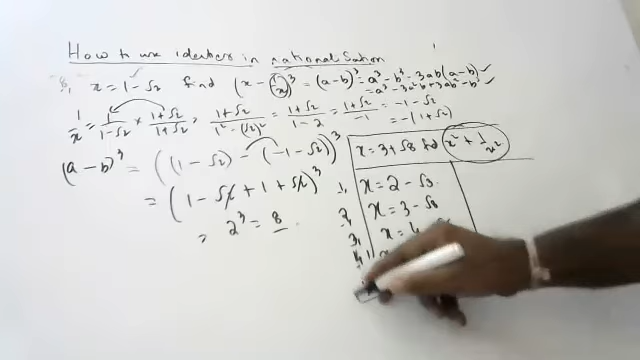 How to use identies in rationalisation
8, x = 1 - √2 find (x - 1/x)³ = (a-b)³ = a³ - b³ - 3ab(a-b) ✓
= a³ - 3a²b + 3ab² - b³ ✓
1/x = 1/(1-√2) × (1+√2)/(1+√2), (1+√2)/(1²-(√2)²) = (1+√2)/(1-2) = (1+√2)/-1 = -1-√2
= -(1+√2)
(a-b)³ = ((1-√2) - (-1-√2))³
= (1 - √2 + 1 + √2)³
= 2³ = 8
x = 3+√8 find x² + 1/x²
1, x = 2 - √3
2, x = 3 - √8
3, x = 4
4,